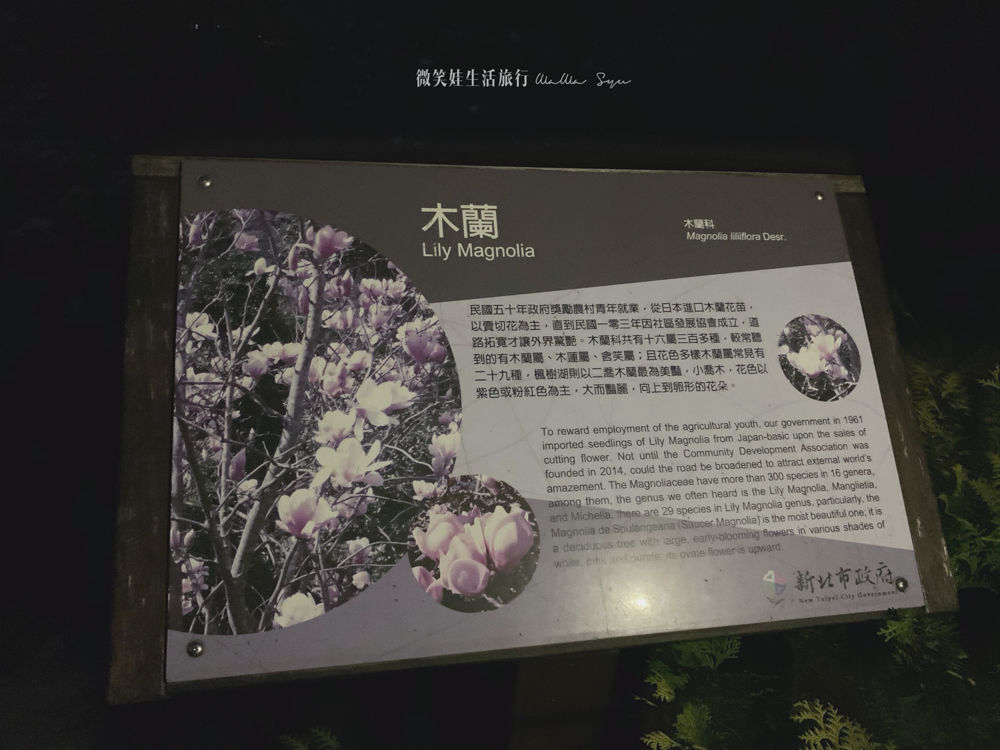 微笑娃生活旅行 WaWa Syu
木蘭
Lily Magnolia
木蘭科
Magnolia liliiflora Desr.
民國五十年政府獎勵農村青年就業，從日本進口木蘭花苗，
以賣切花為主，直到民國一零三年因社區發展協會成立，道
路拓寬才讓外界驚艷。木蘭科共有十六屬三百多種，較常聽
到的有木蘭屬、木蓮屬、含笑屬；且花色多樣木蘭屬常見有
二十九種，楓樹湖則以二喬木蘭最為美豔，小喬木，花色以
紫色或粉紅色為主，大而豔麗，向上到卵形的花朵。
To reward employment of the agricultural youth, our government in 1961
imported seedlings of Lily Magnolia from Japan-basic upon the sales of
cutting flower. Not until the Community Development Association was
founded in 2014, could the road be broadened to attract external world's
amazement. The Magnoliaceae have more than 300 species in 16 genera,
among them, the genus we often heard is the Lily Magnolia, Manglietia,
and Michelia. there are 29 species in Lily Magnolia genus, particularly, the
Magnolia de Soulangeana (Saucer Magnolia) is the most beautiful one, it is
a deciduous tree with large, early-blooming flowers in various shades of
white, pink and purple, its ovate flower is upward.
新北市政府
New Taipei City Government